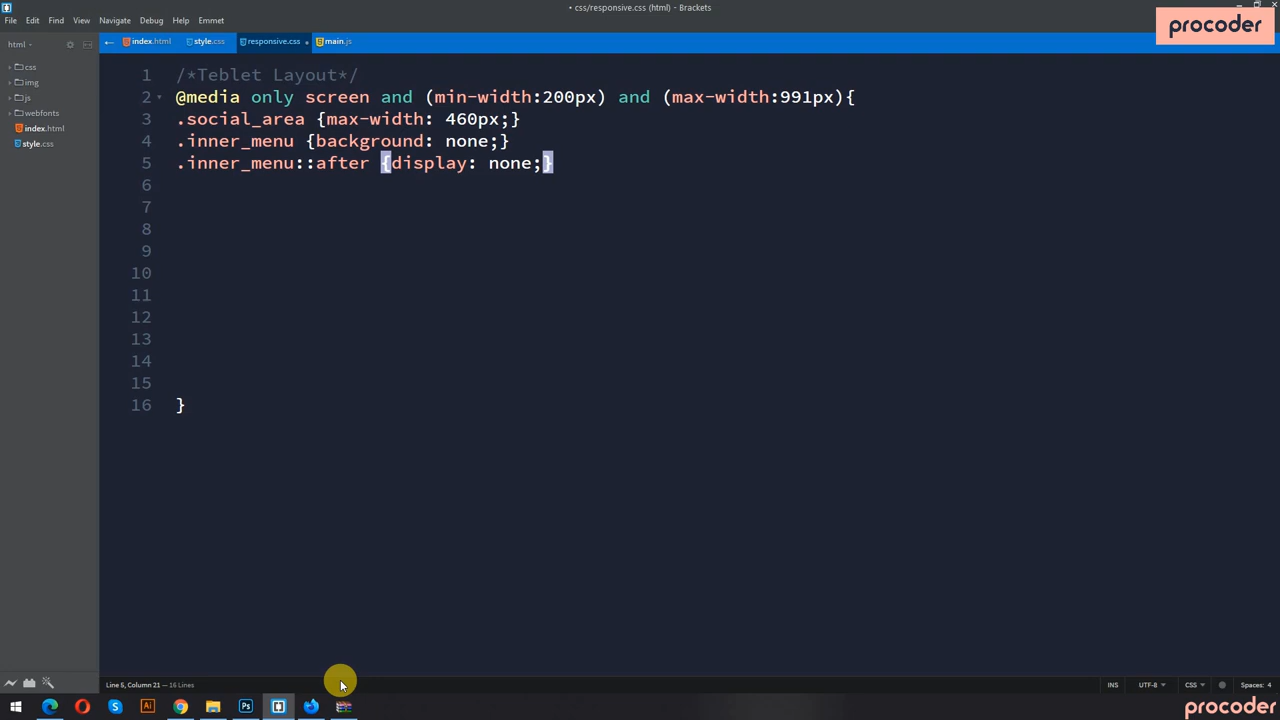 • css/responsive.css (html) - Brackets
File Edit Find View Navigate Debug Help Emmet
procoder
html
index.html
style.css
responsive.css •
main.js
css
img
js
webfonts
index.html
style.css
1 /*Teblet Layout*/
2 @media only screen and (min-width:200px) and (max-width:991px){
3 .social_area {max-width: 460px;}
4 .inner_menu {background: none;}
5 .inner_menu::after {display: none;}
6
7
8
9
10
11
12
13
14
15
16 }
Line 5, Column 21 — 16 Lines
INS UTF-8 CSS Spaces: 4
Ai Ps
procoder